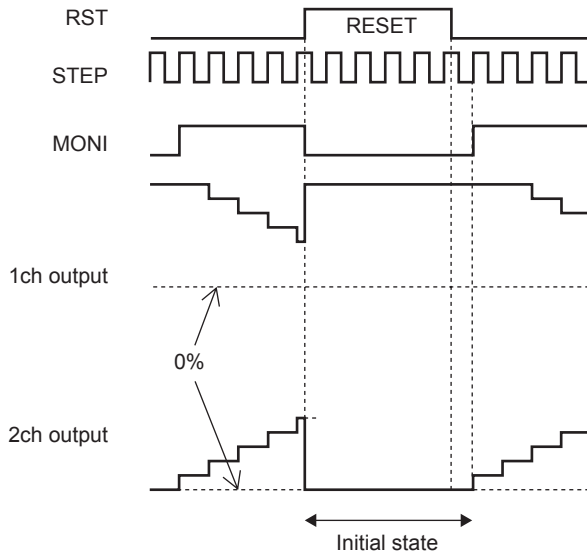 RST
RESET
STEP
MONI
1ch output
0%
2ch output
Initial state